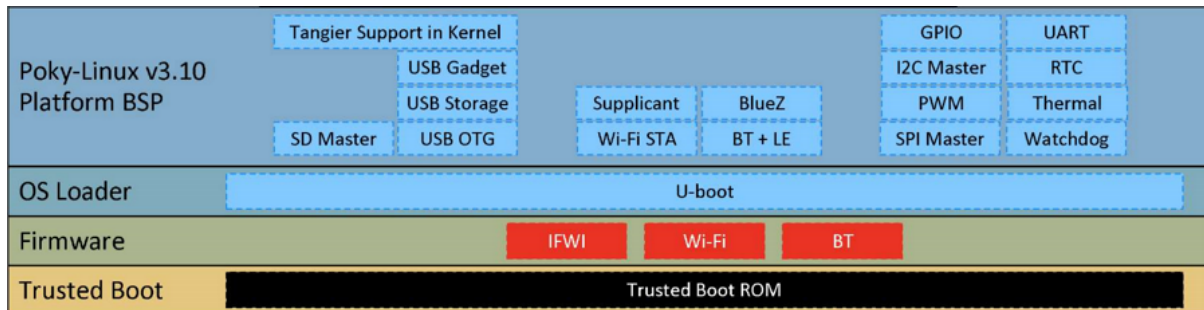 Poky-Linux v3.10
Platform BSP
Tangier Support in Kernel
GPIO
UART
USB Gadget
I2C Master
RTC
USB Storage
Supplicant
BlueZ
PWM
Thermal
SD Master
USB OTG
Wi-Fi STA
BT + LE
SPI Master
Watchdog
OS Loader
U-boot
Firmware
IFWI
Wi-Fi
BT
Trusted Boot
Trusted Boot ROM